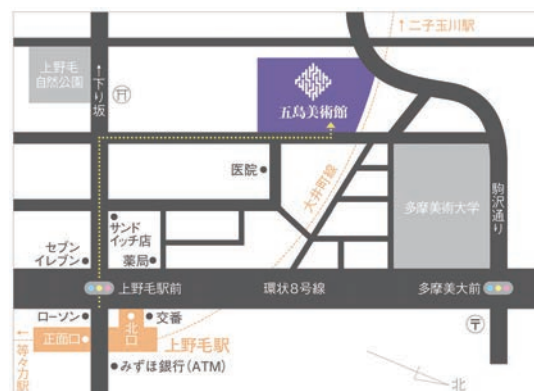 ↑二子玉川駅
上野毛
自然公園
↑下り坂
五島美術館
医院
大井町線
多摩美術大学
駒沢通り
サンド
イッチ店
セブン
イレブン
薬局
上野毛駅前
環状8号線
多摩美大前
ローソン
北口
交番
正面口
上野毛駅
←等々力駅
みずほ銀行(ATM)
〒
北